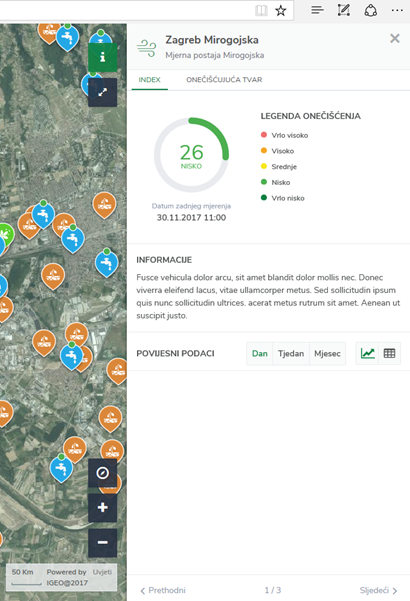 Zagreb Mirogojska
Mjerna postaja Mirogojska
INDEX ONEČIŠĆUJUĆA TVAR
26
NISKO
Datum zadnjeg mjerenja
30.11.2017 11:00
LEGENDA ONEČIŠĆENJA
Vrlo visoko
Visoko
Srednje
Nisko
Vrlo nisko
INFORMACIJE
Fusce vehicula dolor arcu, sit amet blandit dolor mollis nec. Donec
viverra eleifend lacus, vitae ullamcorper metus. Sed sollicitudin ipsum
quis nunc sollicitudin ultrices. acerat metus rutrum sit amet. Aenean ut
suscipit justo.
POVIJESNI PODACI Dan Tjedan Mjesec
50 Km Powered by Uvjeti
IGEO@2017
Prethodni 1 / 3 Sljedeći